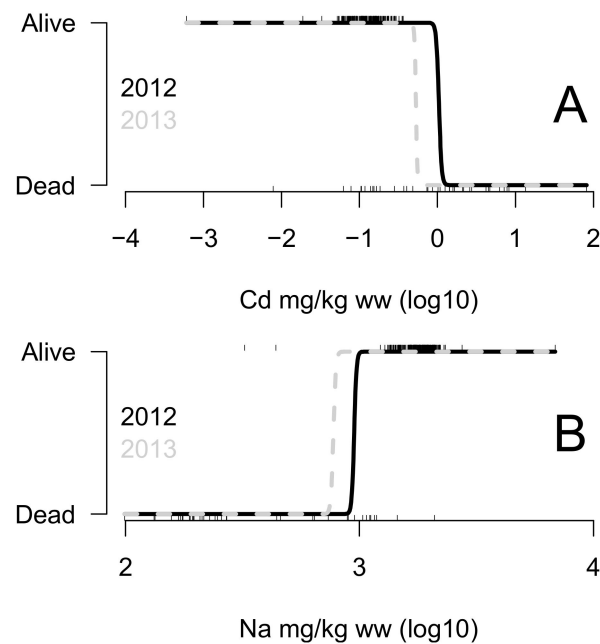 Alive
2012
2013
Dead
A
−4 −3 −2 −1 0 1 2
Cd mg/kg ww (log10)
Alive
2012
2013
Dead
B
2 3 4
Na mg/kg ww (log10)